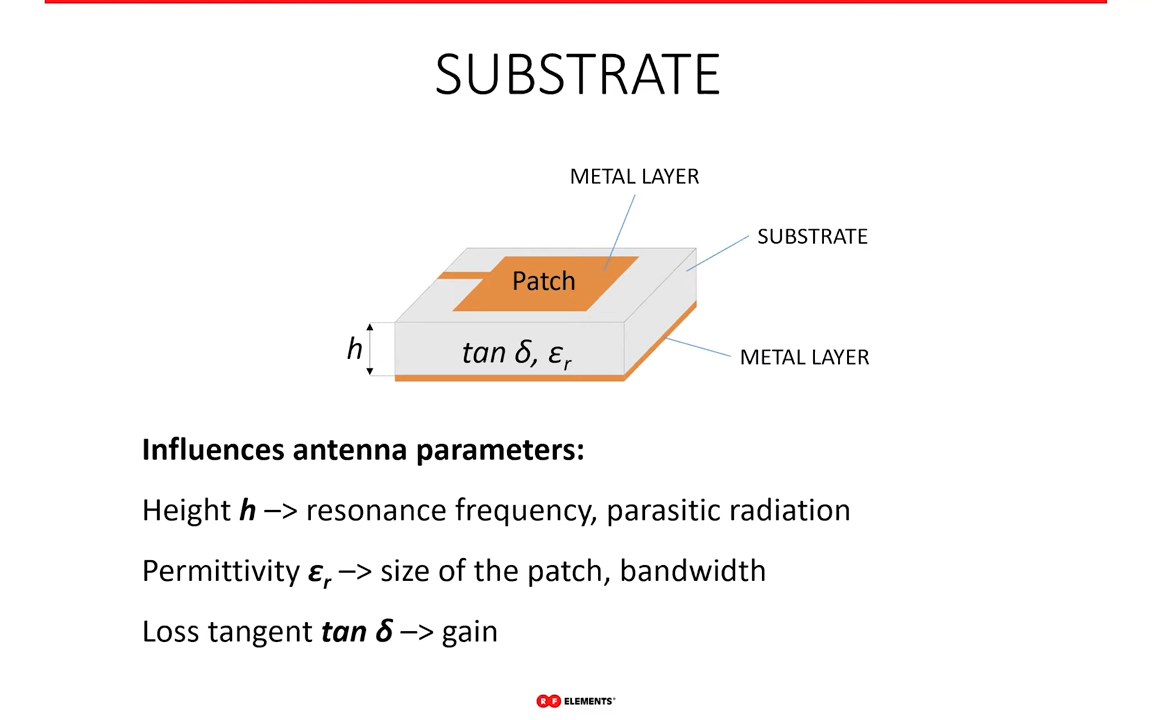 SUBSTRATE
METAL LAYER
SUBSTRATE
Patch
h
tan δ, εr
METAL LAYER
Influences antenna parameters:
Height h –> resonance frequency, parasitic radiation
Permittivity εr –> size of the patch, bandwidth
Loss tangent tan δ –> gain
RF ELEMENTS